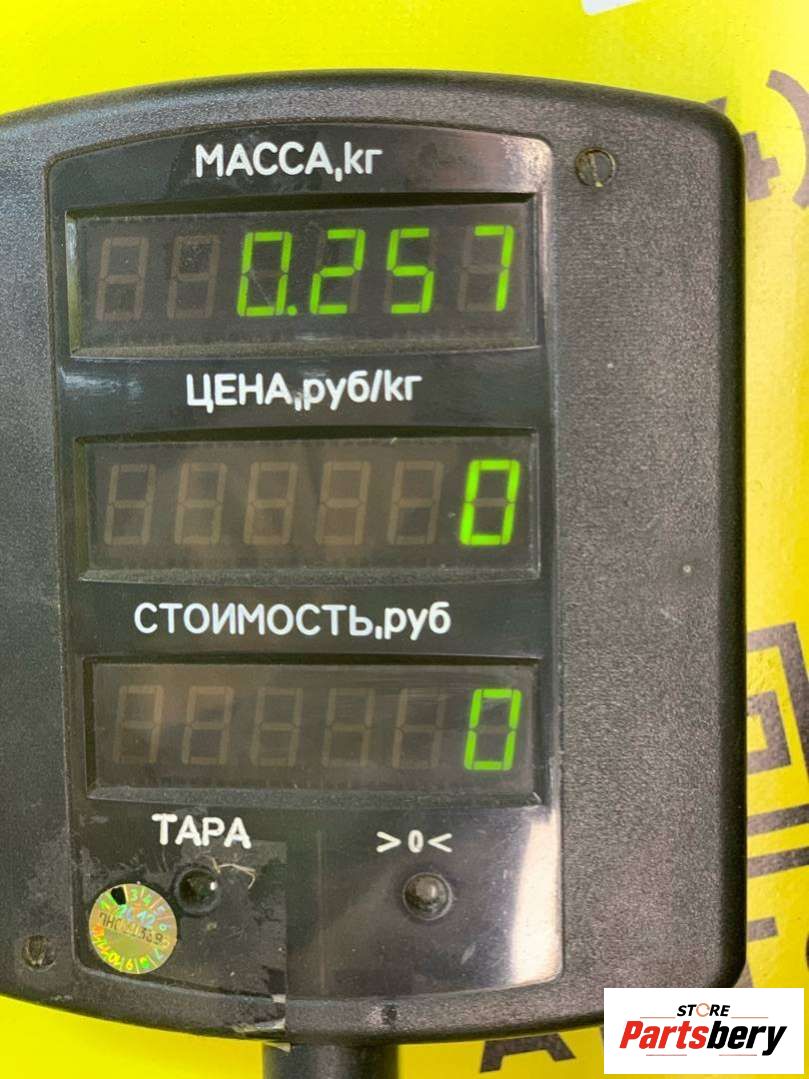 МАССА,кг
0.257
ЦЕНА,руб/кг
0
СТОИМОСТЬ,руб
0
ТАРА >0<
STORE
Partsbery